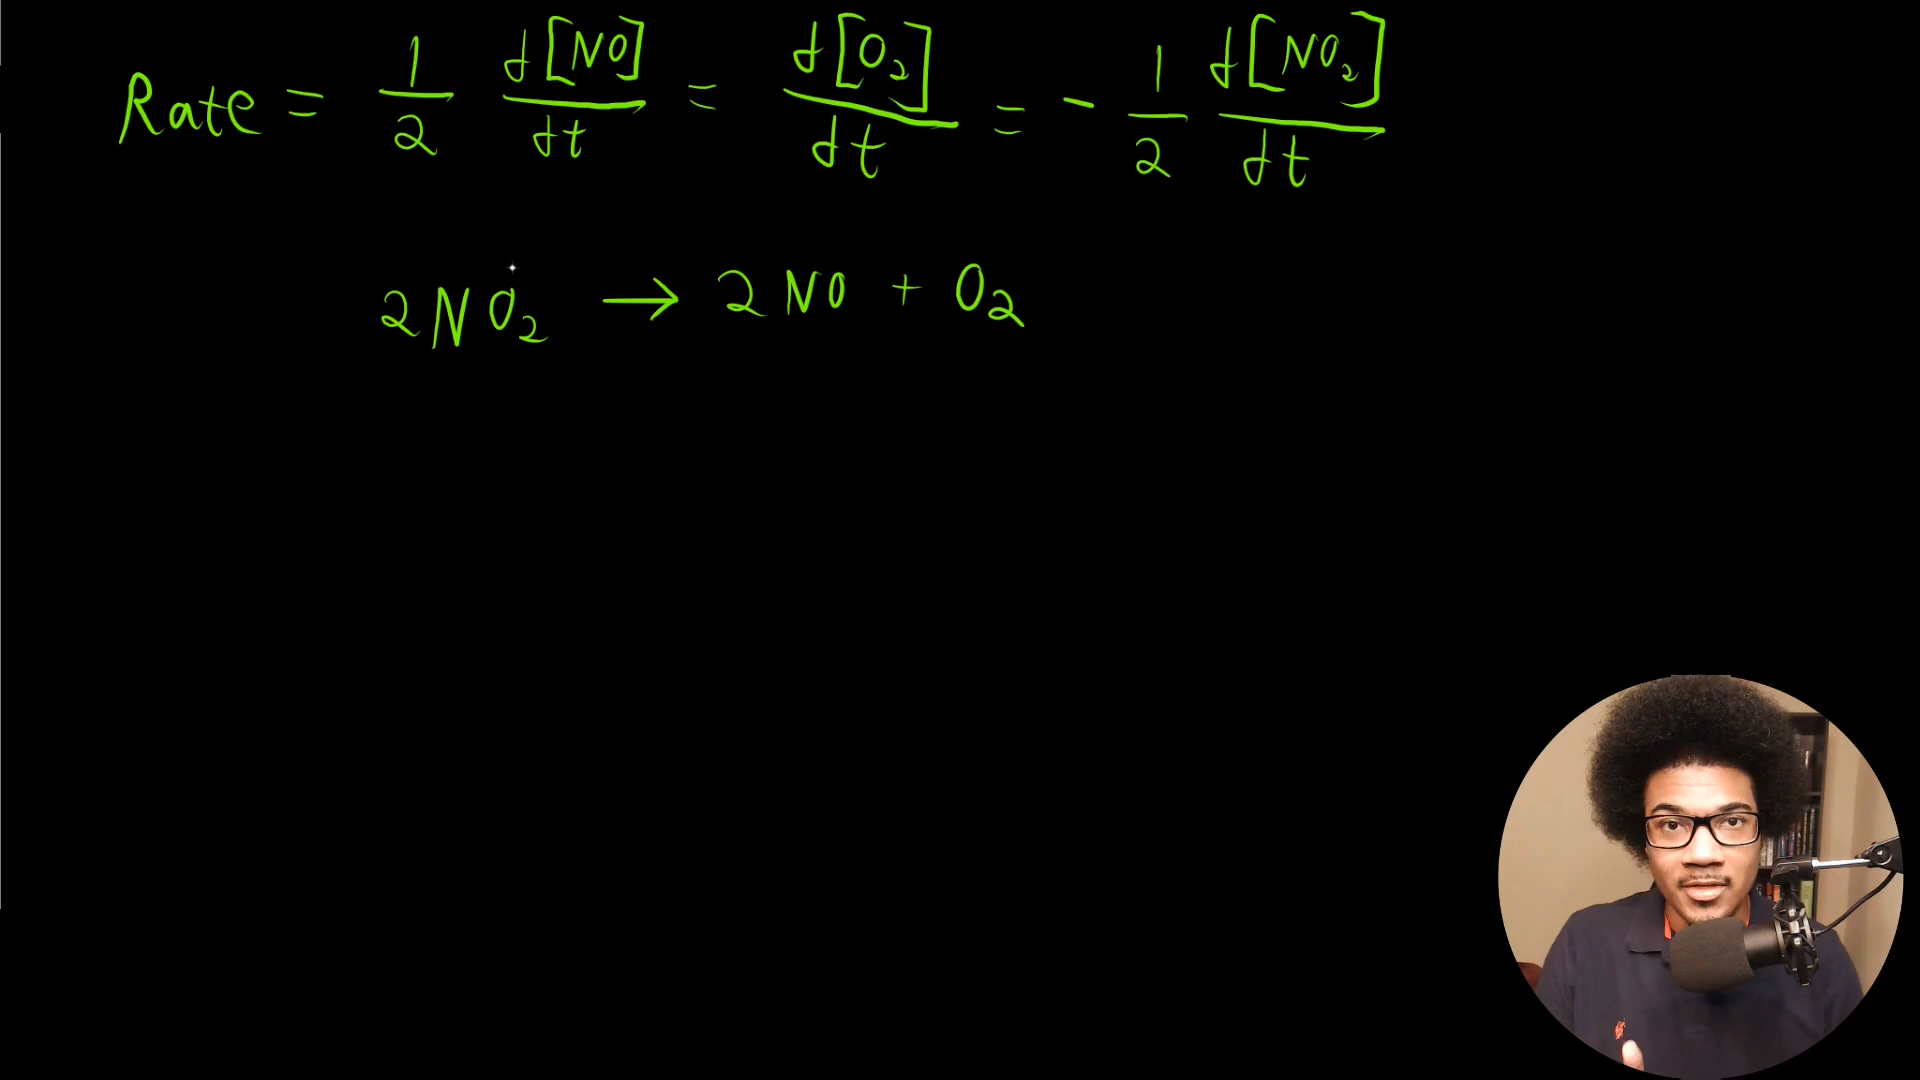 Rate = 1/2 d[NO]/dt = d[O₂]/dt = - 1/2 d[NO₂]/dt
2NO₂ → 2NO + O₂